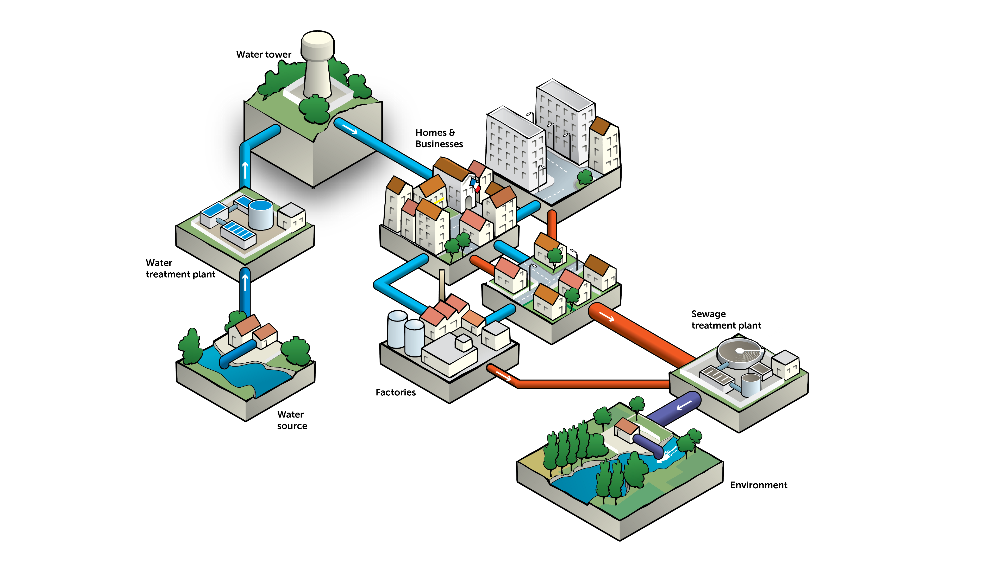 Water tower
Homes &
Businesses
Water
treatment plant
Sewage
treatment plant
Factories
Water
source
Environment